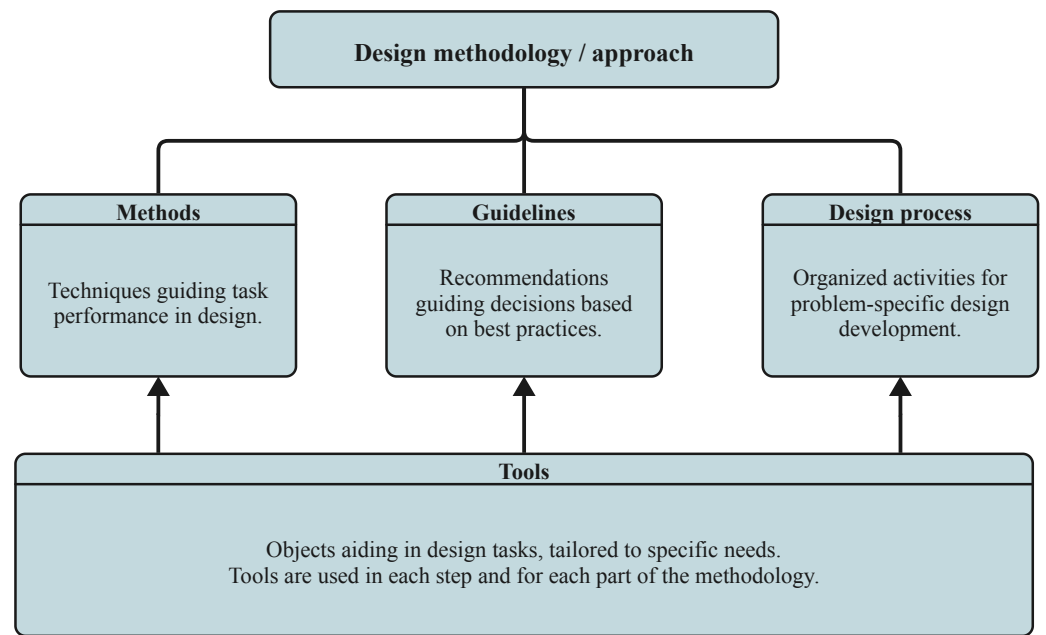 Design methodology / approach
Methods
Techniques guiding task
performance in design.
Guidelines
Recommendations
guiding decisions based
on best practices.
Design process
Organized activities for
problem-specific design
development.
Tools
Objects aiding in design tasks, tailored to specific needs.
Tools are used in each step and for each part of the methodology.